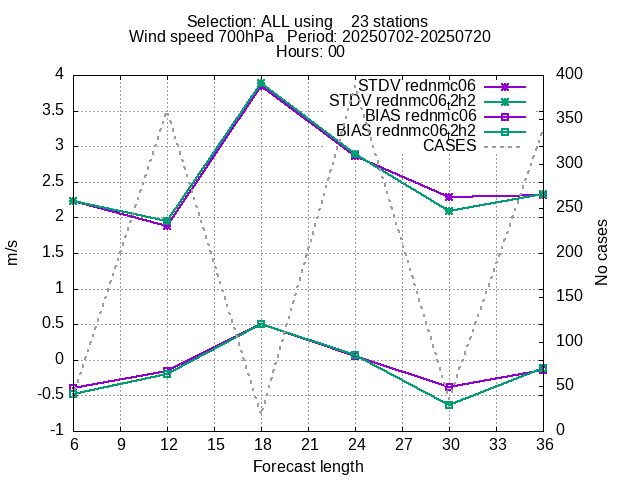 Selection: ALL using 23 stations
Wind speed 700hPa Period: 20250702-20250720
Hours: 00
STDV rednmc06
STDV rednmc06_2h2
BIAS rednmc06
BIAS rednmc06_2h2
CASES
4
3.5
3
2.5
2
1.5
1
0.5
0
-0.5
-1
m/s
400
350
300
250
200
150
100
50
0
No cases
6 9 12 15 18 21 24 27 30 33 36
Forecast length